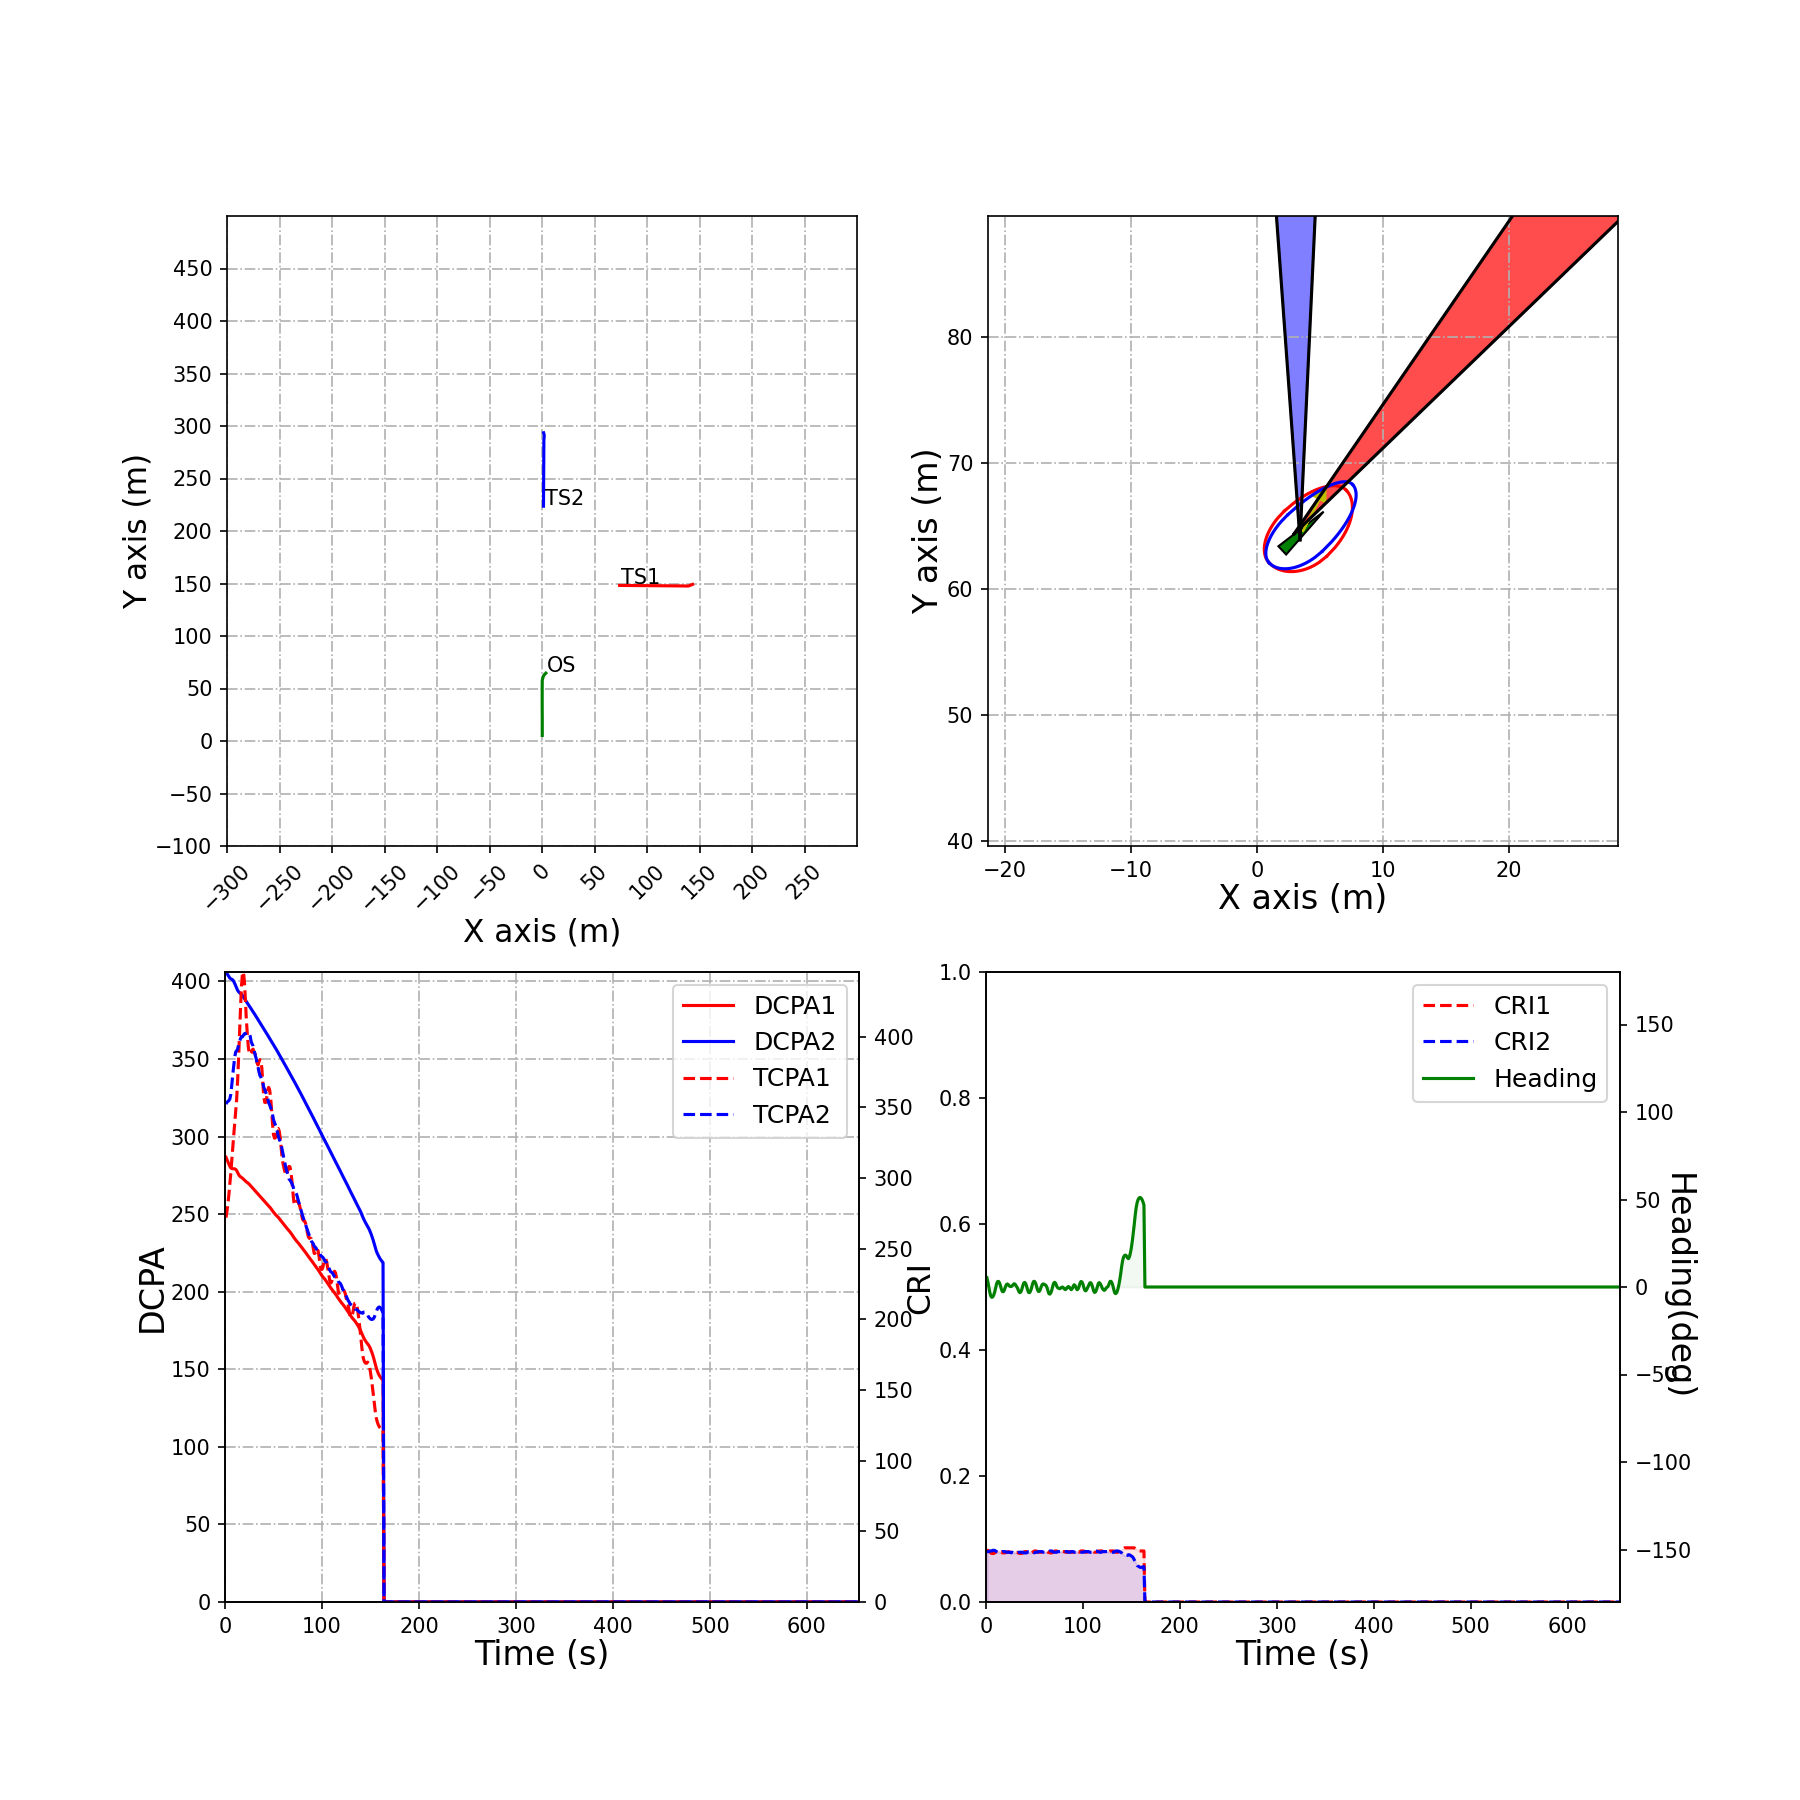 450
400
350
300
250
200
150
100
50
0
−50
−100
Y axis (m)
TS2
TS1
OS
−300 −250 −200 −150 −100 −50 0 50 100 150 200 250
X axis (m)
80
70
60
50
40
Y axis (m)
−20 −10 0 10 20
X axis (m)
400
350
300
250
200
150
100
50
0
DCPA
DCPA1
DCPA2
TCPA1
TCPA2
400
350
300
250
200
150
100
50
0
0 100 200 300 400 500 600
Time (s)
1.0
0.8
0.6
0.4
0.2
0.0
CRI
CRI1
CRI2
Heading
150
100
50
0
−50
−100
−150
Heading(deg)
0 100 200 300 400 500 600
Time (s)